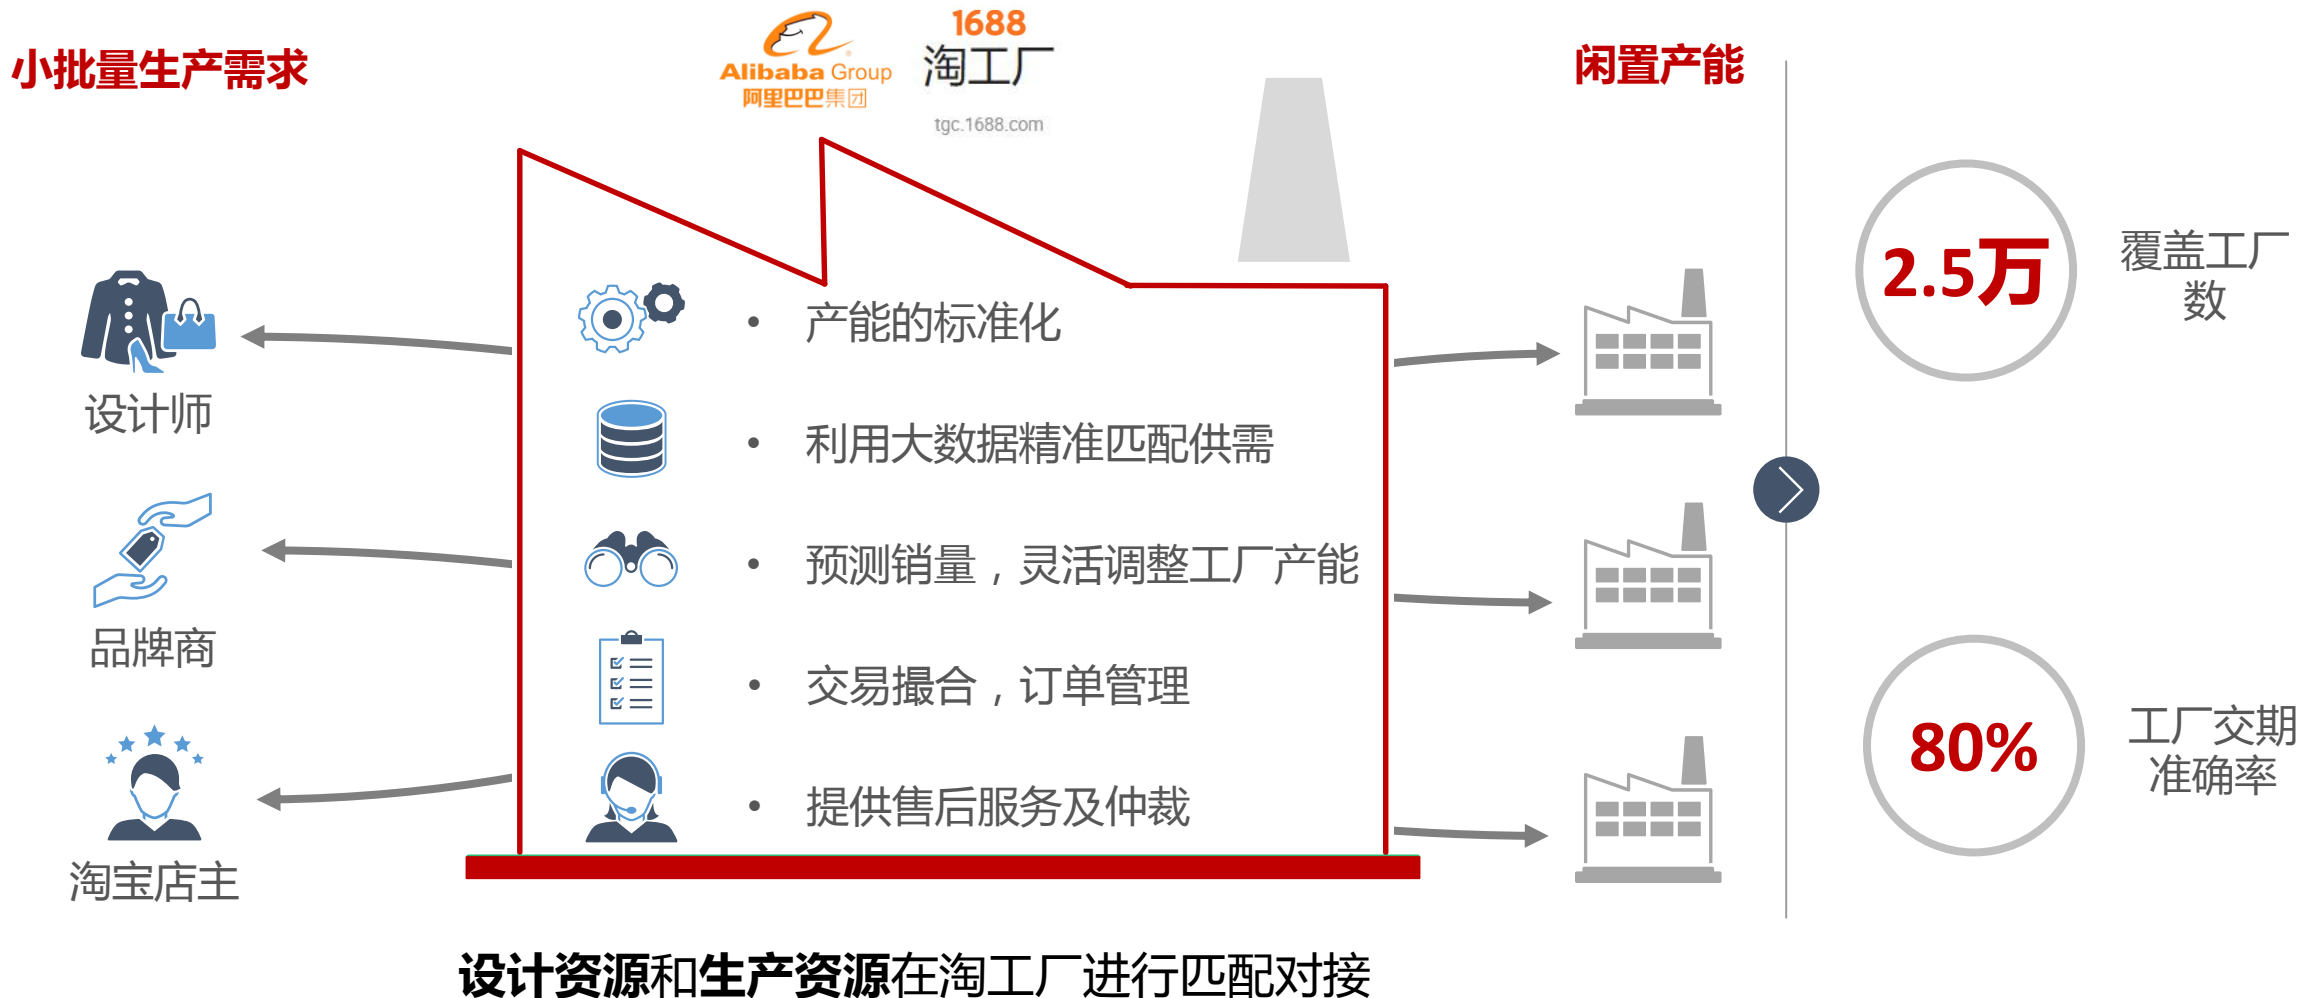 小批量生产需求
Alibaba Group
阿里巴巴集团
1688
淘工厂
tgc.1688.com
闲置产能
设计师
品牌商
淘宝店主
• 产能的标准化
• 利用大数据精准匹配供需
• 预测销量，灵活调整工厂产能
• 交易撮合，订单管理
• 提供售后服务及仲裁
2.5万
覆盖工厂
数
80%
工厂交期
准确率
设计资源和生产资源在淘工厂进行匹配对接